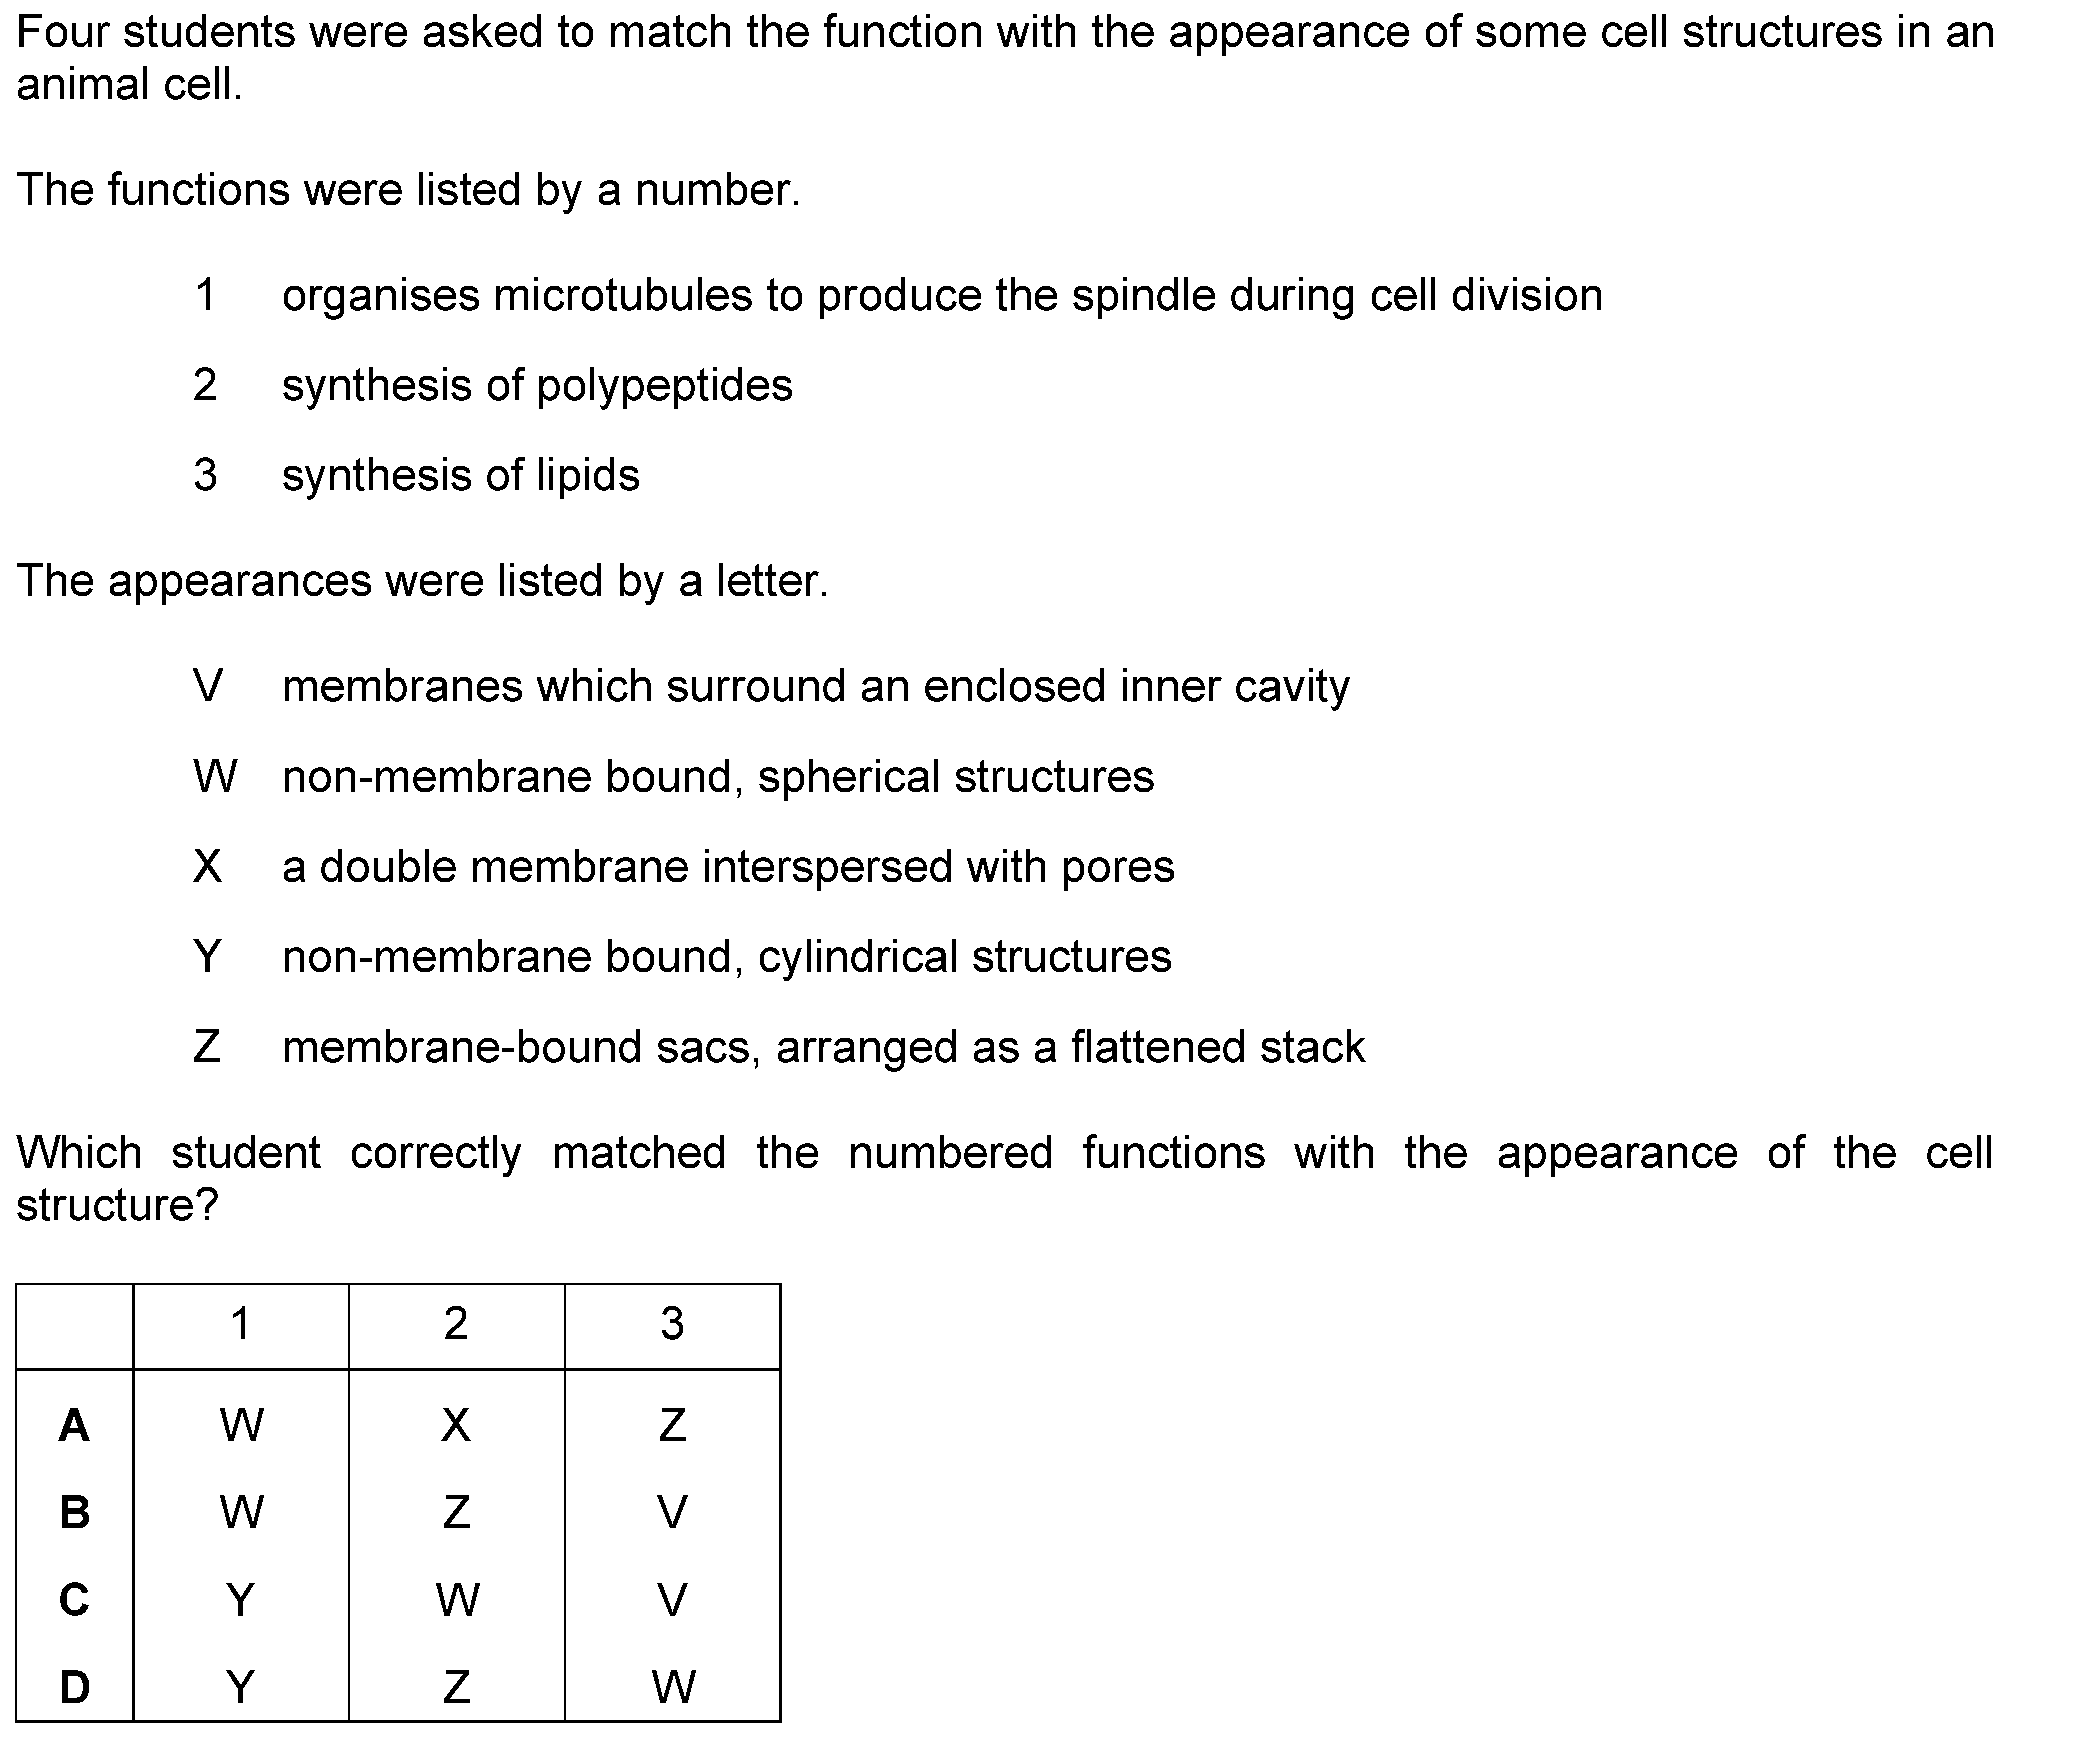 Four students were asked to match the function with the appearance of some cell structures in an
animal cell.
The functions were listed by a number.
1 organises microtubules to produce the spindle during cell division
2 synthesis of polypeptides
3 synthesis of lipids
The appearances were listed by a letter.
V membranes which surround an enclosed inner cavity
W non-membrane bound, spherical structures
X a double membrane interspersed with pores
Y non-membrane bound, cylindrical structures
Z membrane-bound sacs, arranged as a flattened stack
Which student correctly matched the numbered functions with the appearance of the cell
structure?
1 2 3
A W X Z
B W Z V
C Y W V
D Y Z W